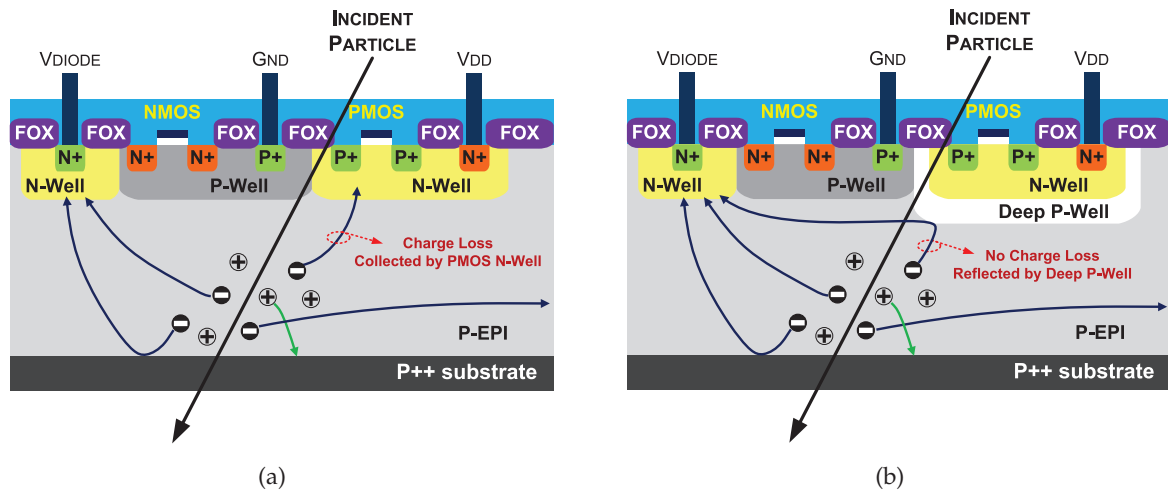 INCIDENT
PARTICLE
VDIODE
GND
VDD
NMOS
PMOS
FOX
FOX
FOX
FOX
FOX
FOX
N+
N+
N+
P+
P+
P+
N+
N-Well
P-Well
N-Well
Charge Loss
Collected by PMOS N-Well
P-EPI
P++ substrate
(a)
INCIDENT
PARTICLE
VDIODE
GND
VDD
NMOS
PMOS
FOX
FOX
FOX
FOX
FOX
FOX
N+
N+
N+
P+
P+
P+
N+
N-Well
P-Well
N-Well
Deep P-Well
No Charge Loss
Reflected by Deep P-Well
P-EPI
P++ substrate
(b)